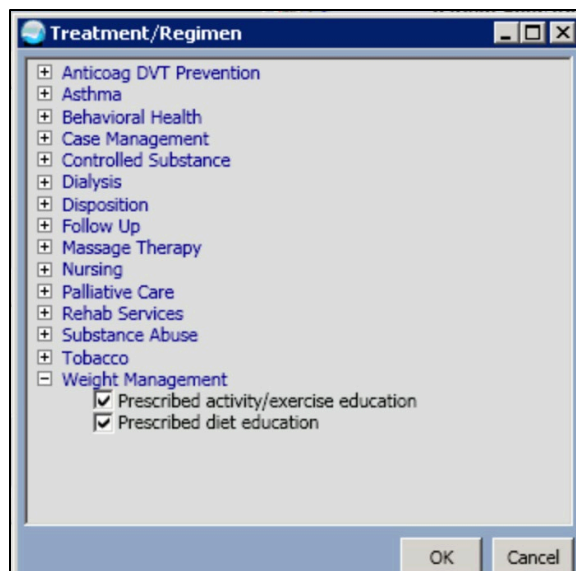 Treatment/Regimen
Anticoag DVT Prevention
Asthma
Behavioral Health
Case Management
Controlled Substance
Dialysis
Disposition
Follow Up
Massage Therapy
Nursing
Palliative Care
Rehab Services
Substance Abuse
Tobacco
Weight Management
Prescribed activity/exercise education
Prescribed diet education
OK Cancel